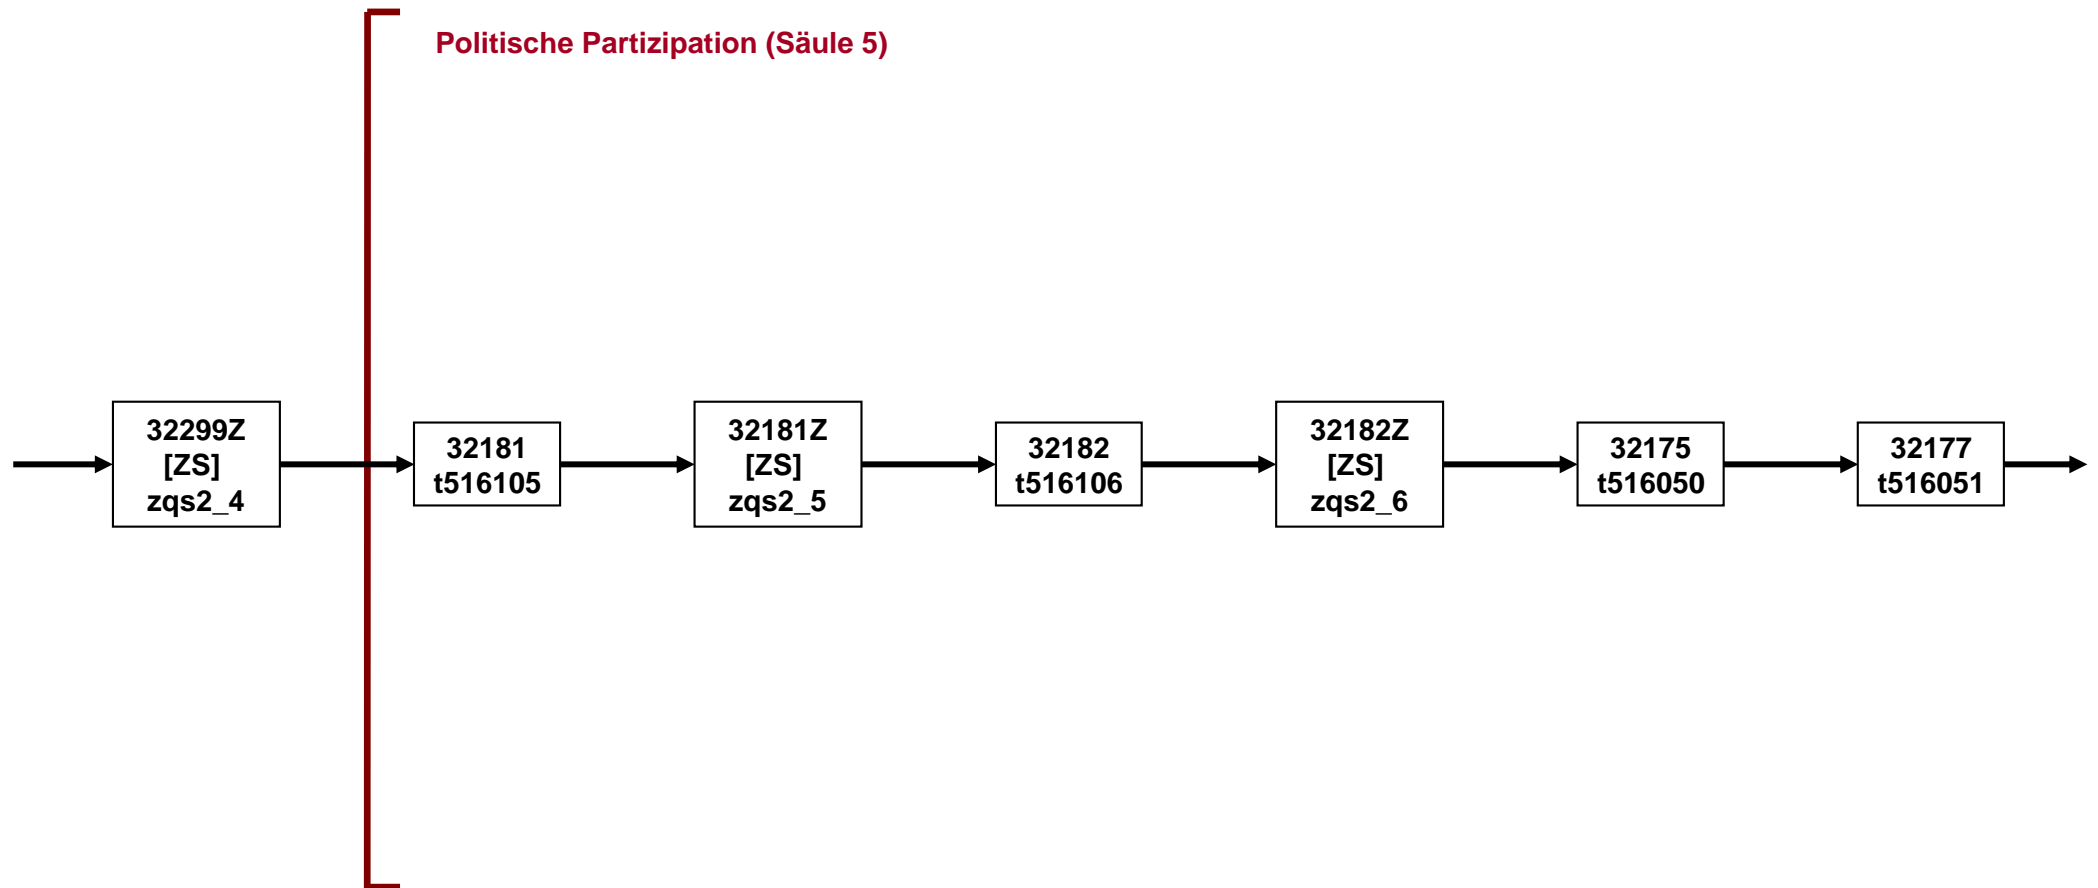 Politische Partizipation (Säule 5)
32299Z
[ZS]
zqs2_4
32181
t516105
32181Z
[ZS]
zqs2_5
32182
t516106
32182Z
[ZS]
zqs2_6
32175
t516050
32177
t516051